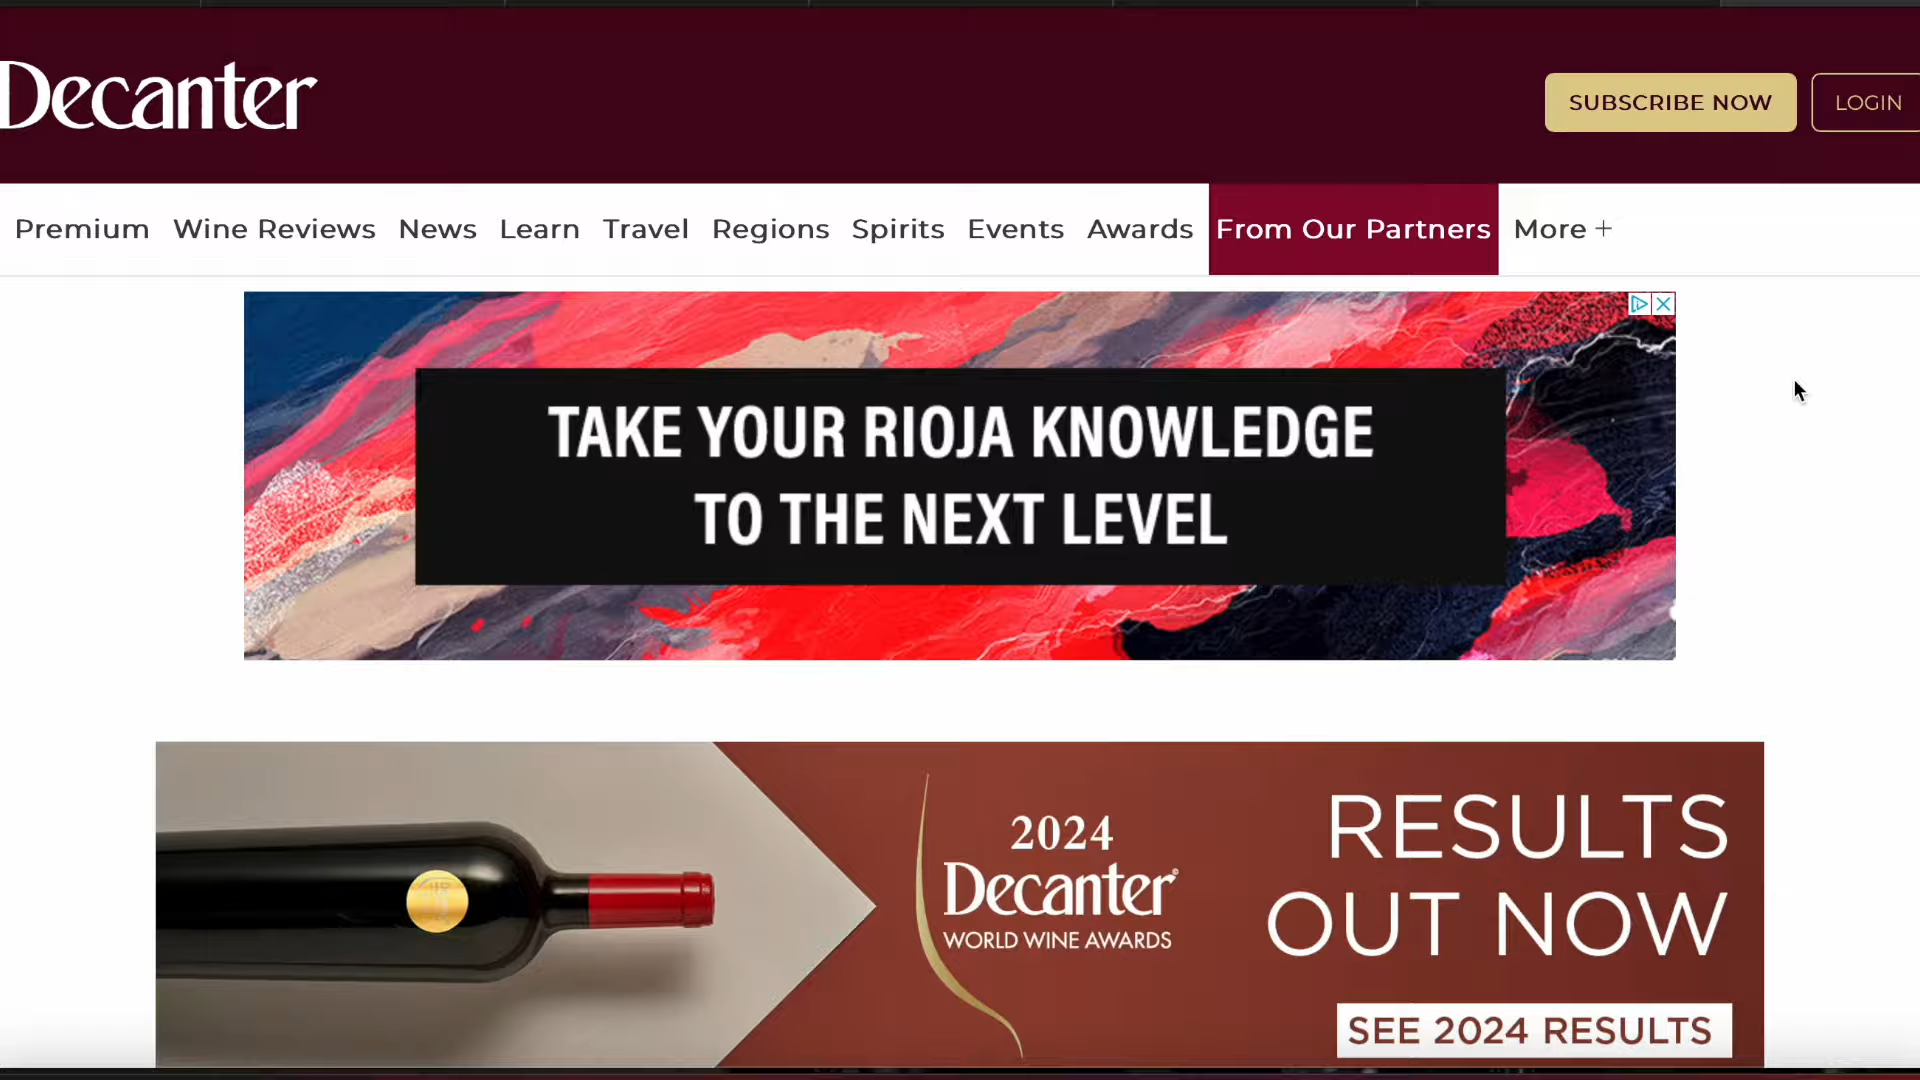 Decanter
SUBSCRIBE NOW
LOGIN
Premium Wine Reviews News Learn Travel Regions Spirits Events Awards From Our Partners More +
TAKE YOUR RIOJA KNOWLEDGE
TO THE NEXT LEVEL
2024
Decanter®
WORLD WINE AWARDS
RESULTS
OUT NOW
SEE 2024 RESULTS